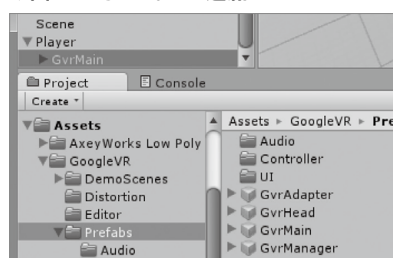 Scene
Player
GvrMain
Project
Console
Create
Assets
AxeyWorks Low Poly
GoogleVR
DemoScenes
Distortion
Editor
Prefabs
Audio
Assets GoogleVR Pre
Audio
Controller
UI
GvrAdapter
GvrHead
GvrMain
GvrManager